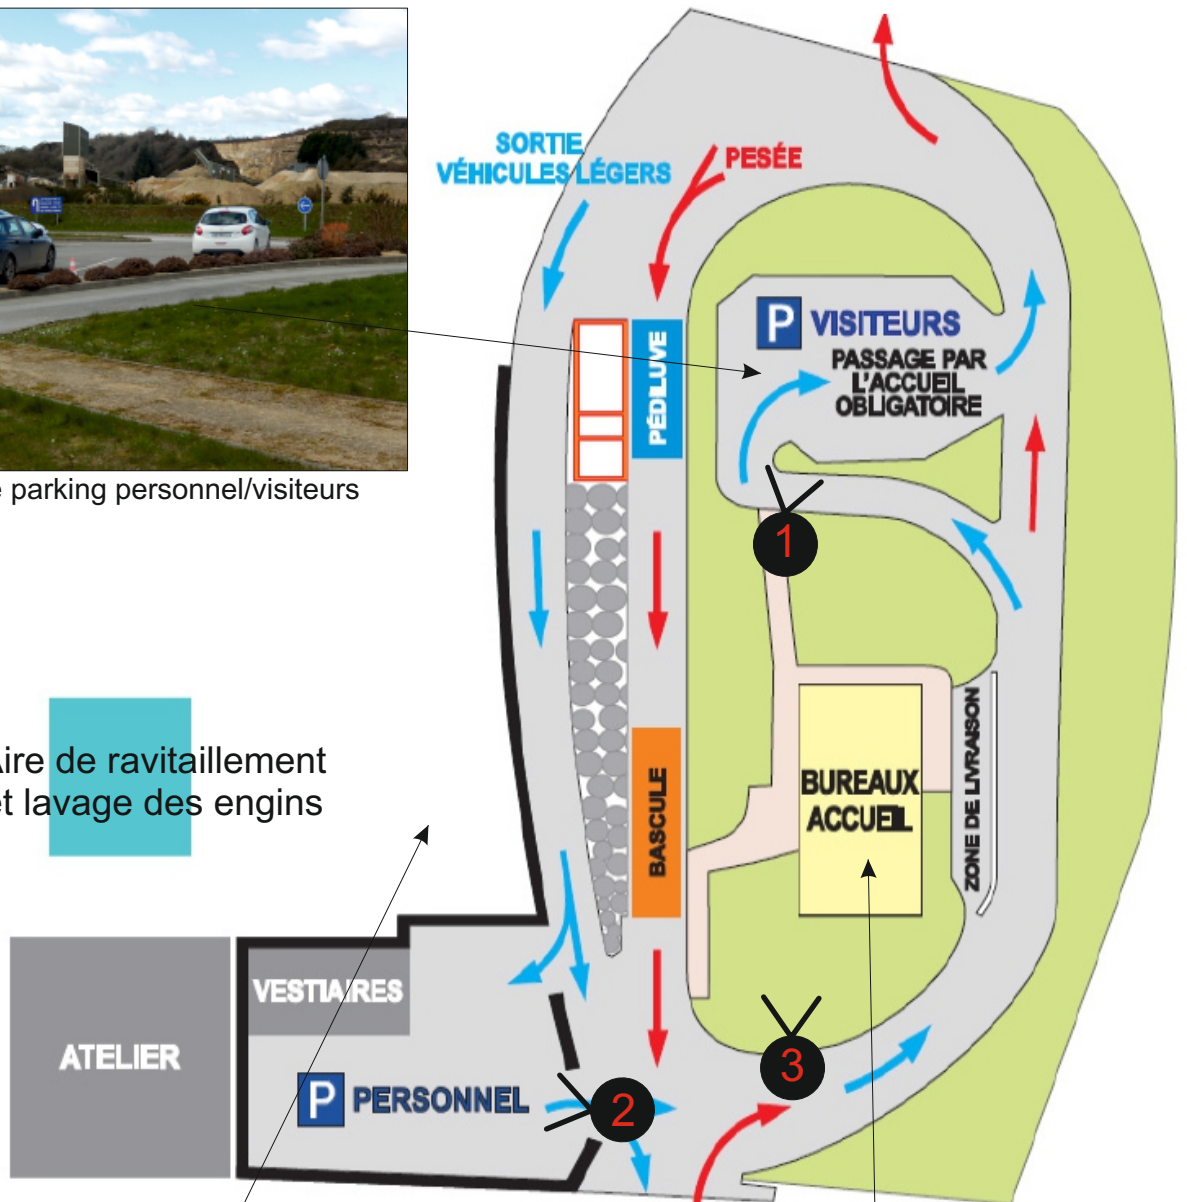 SORTIE
VÉHICULES LÉGERS
PESÉE
P VISITEURS
PASSAGE PAR
L'ACCUEIL
OBLIGATOIRE
PÉDILUVE
parking personnel/visiteurs
1
Aire de ravitaillement
et lavage des engins
BASCULE
BUREAUX
ACCUEIL
ZONE DE LIVRAISON
VESTIAIRES
ATELIER
P PERSONNEL
2
3